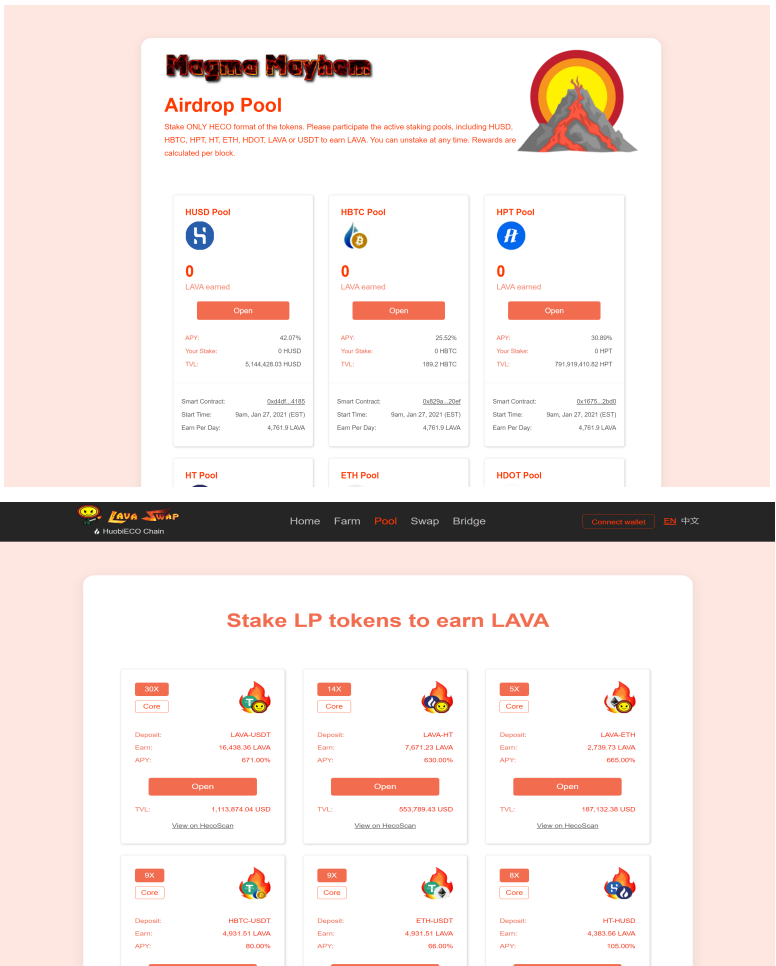 Magma Mayhem
Airdrop Pool
Stake ONLY HECO format of the tokens. Please participate the active staking pools, including HUSD,
HBTC, HPT, HT, ETH, HDOT, LAVA or USDT to earn LAVA. You can unstake at any time. Rewards are
calculated per block.
HUSD Pool
0
LAVA earned
Open
APY: 42.07%
Your Stake: 0 HUSD
TVL: 5,144,428.03 HUSD
Smart Contract: 0xd4df...4185
Start Time: 9am, Jan 27, 2021 (EST)
Earn Per Day: 4,761.9 LAVA
HBTC Pool
0
LAVA earned
Open
APY: 25.52%
Your Stake: 0 HBTC
TVL: 189.2 HBTC
Smart Contract: 0x829a...20ef
Start Time: 9am, Jan 27, 2021 (EST)
Earn Per Day: 4,761.9 LAVA
HPT Pool
0
LAVA earned
Open
APY: 30.89%
Your Stake: 0 HPT
TVL: 791,919,410.82 HPT
Smart Contract: 0x1675...2bd0
Start Time: 9am, Jan 27, 2021 (EST)
Earn Per Day: 4,761.9 LAVA
HT Pool
ETH Pool
HDOT Pool
LAVA SWAP
HuobiECO Chain
Home Farm Pool Swap Bridge
Connect wallet
EN 中文
Stake LP tokens to earn LAVA
30X
Core
Deposit: LAVA-USDT
Earn: 16,438.36 LAVA
APY: 671.00%
Open
TVL: 1,113,874.04 USD
View on HecoScan
14X
Core
Deposit: LAVA-HT
Earn: 7,671.23 LAVA
APY: 630.00%
Open
TVL: 553,789.43 USD
View on HecoScan
5X
Core
Deposit: LAVA-ETH
Earn: 2,739.73 LAVA
APY: 665.00%
Open
TVL: 187,132.38 USD
View on HecoScan
9X
Core
Deposit: HBTC-USDT
Earn: 4,931.51 LAVA
APY: 80.00%
9X
Core
Deposit: ETH-USDT
Earn: 4,931.51 LAVA
APY: 66.00%
8X
Core
Deposit: HT-HUSD
Earn: 4,383.56 LAVA
APY: 105.00%